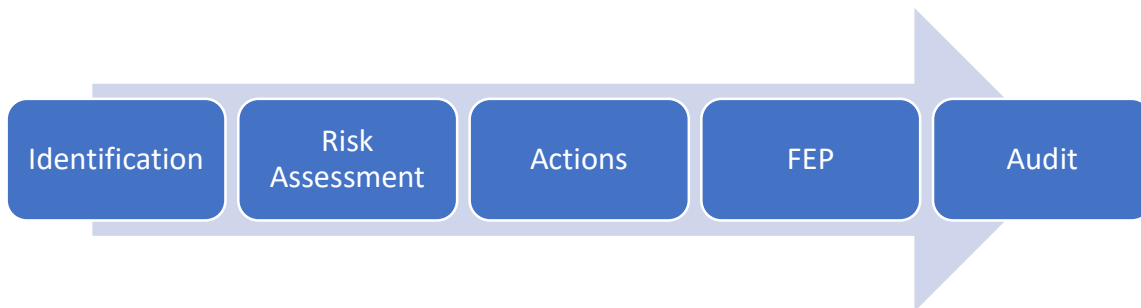 Identification
Risk
Assessment
Actions
FEP
Audit